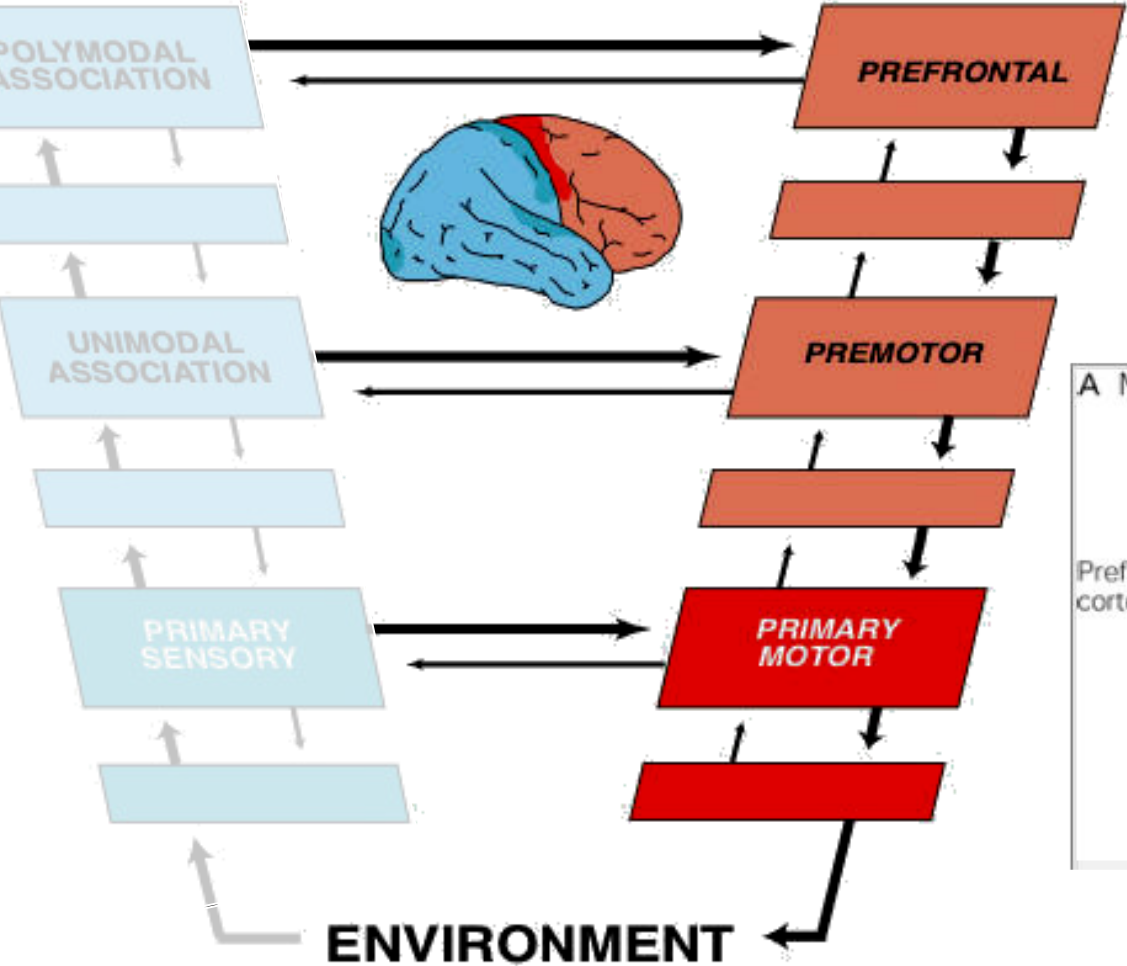 POLYMODAL
ASSOCIATION
PREFRONTAL
UNIMODAL
ASSOCIATION
PREMOTOR
A
PRIMARY
SENSORY
PRIMARY
MOTOR
ENVIRONMENT